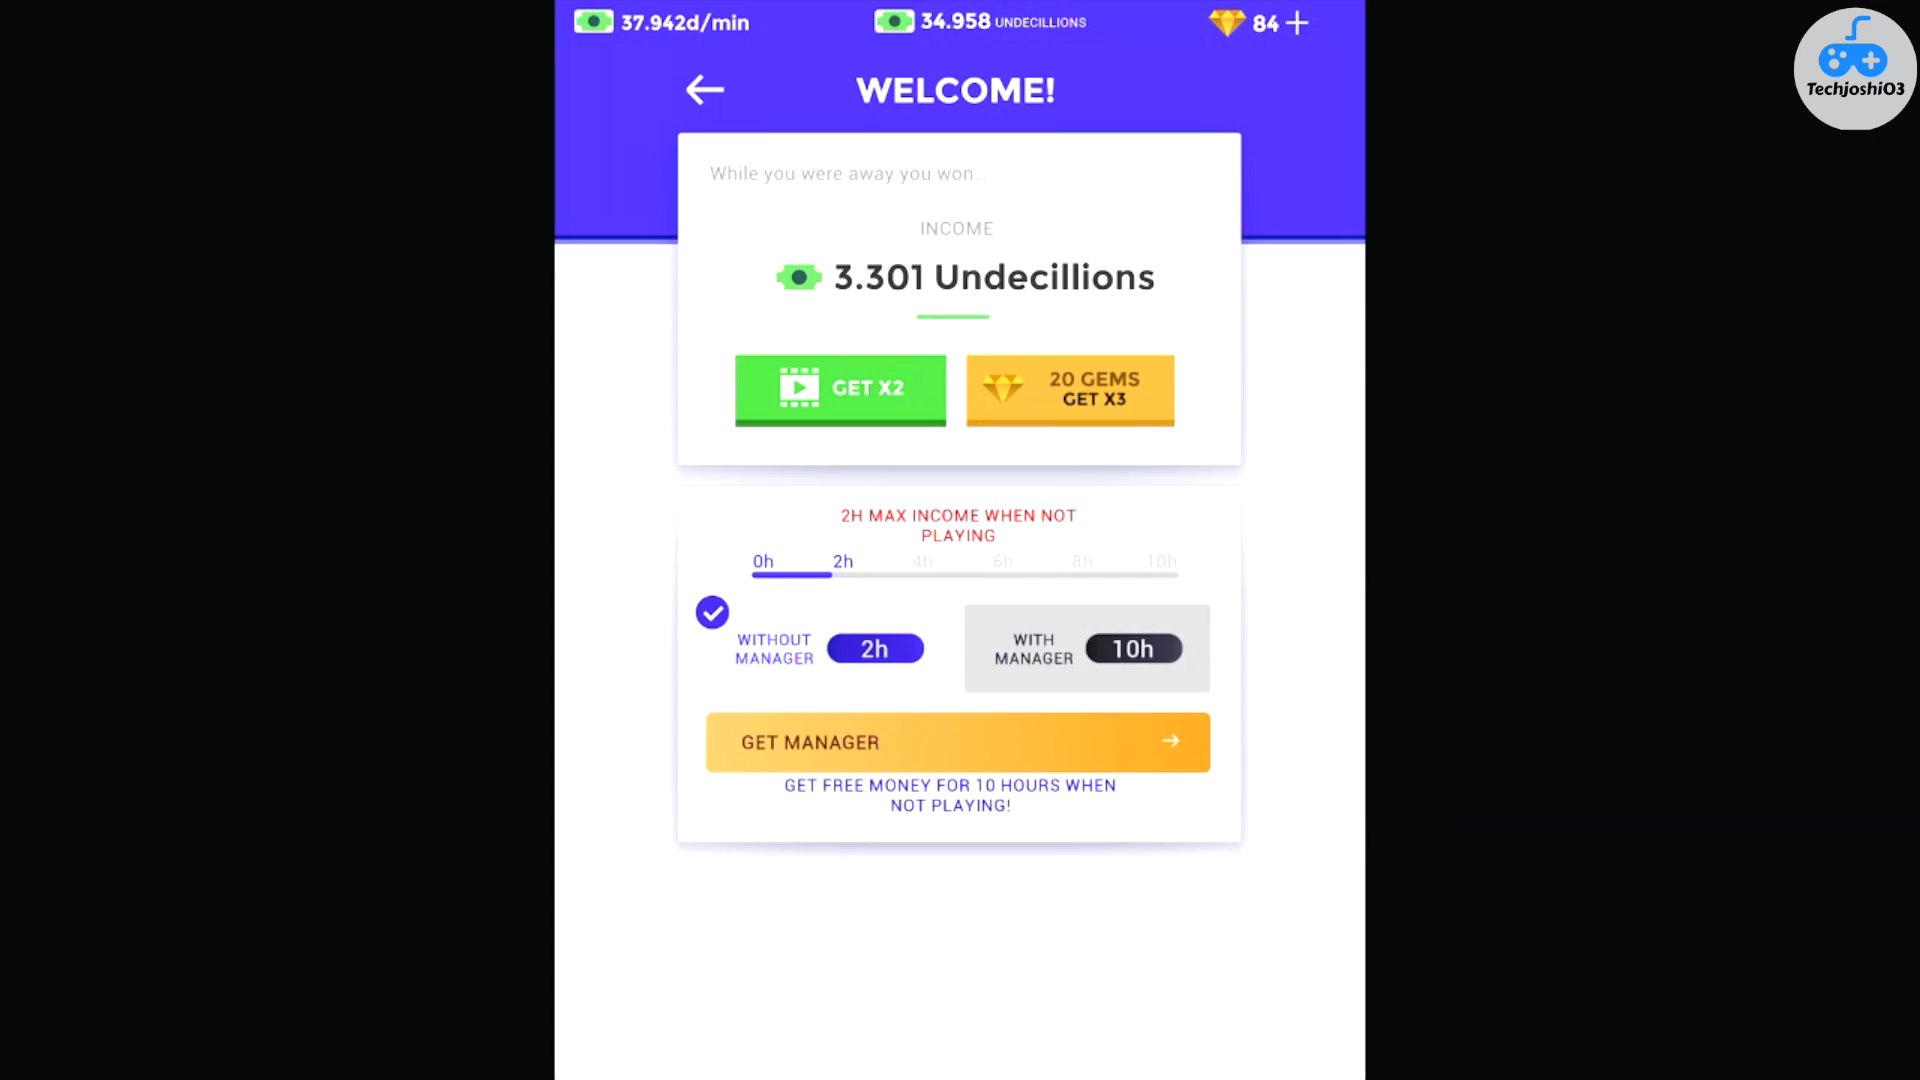 37.942d/min
34.958 UNDECILLIONS
84
WELCOME!
TechjoshiO3
While you were away you won...
INCOME
3.301 Undecillions
GET X2
20 GEMS
GET X3
2H MAX INCOME WHEN NOT
PLAYING
0h 2h 4h 6h 8h 10h
WITHOUT
MANAGER
2h
WITH
MANAGER
10h
GET MANAGER
GET FREE MONEY FOR 10 HOURS WHEN
NOT PLAYING!